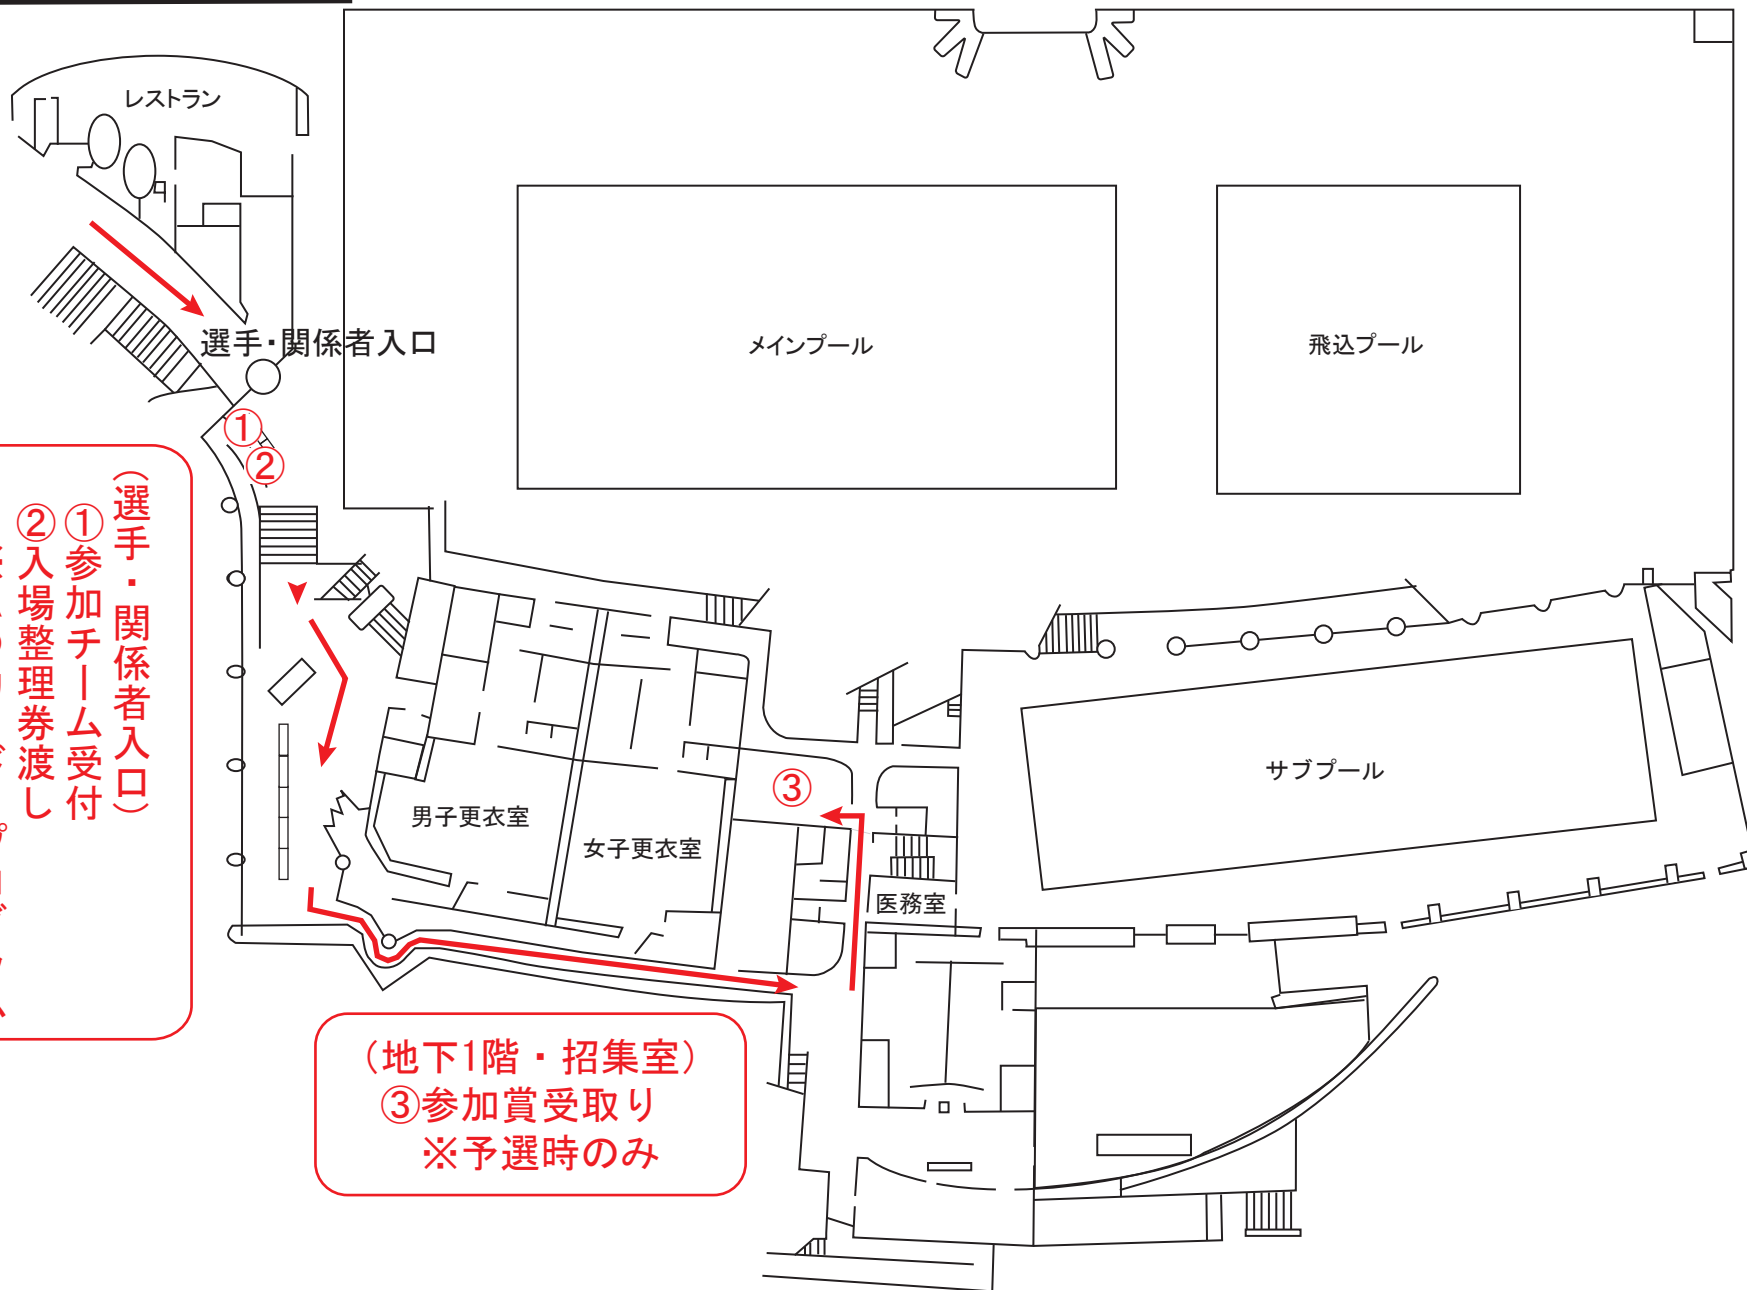 レストラン
選手・関係者入口
メインプール
飛込プール
①
②
(選手・関係者入口)
①参加チーム受付
②入場整理券渡し
③
男子更衣室
女子更衣室
医務室
サブプール
(地下1階・招集室)
③参加賞受取り
※予選時のみ